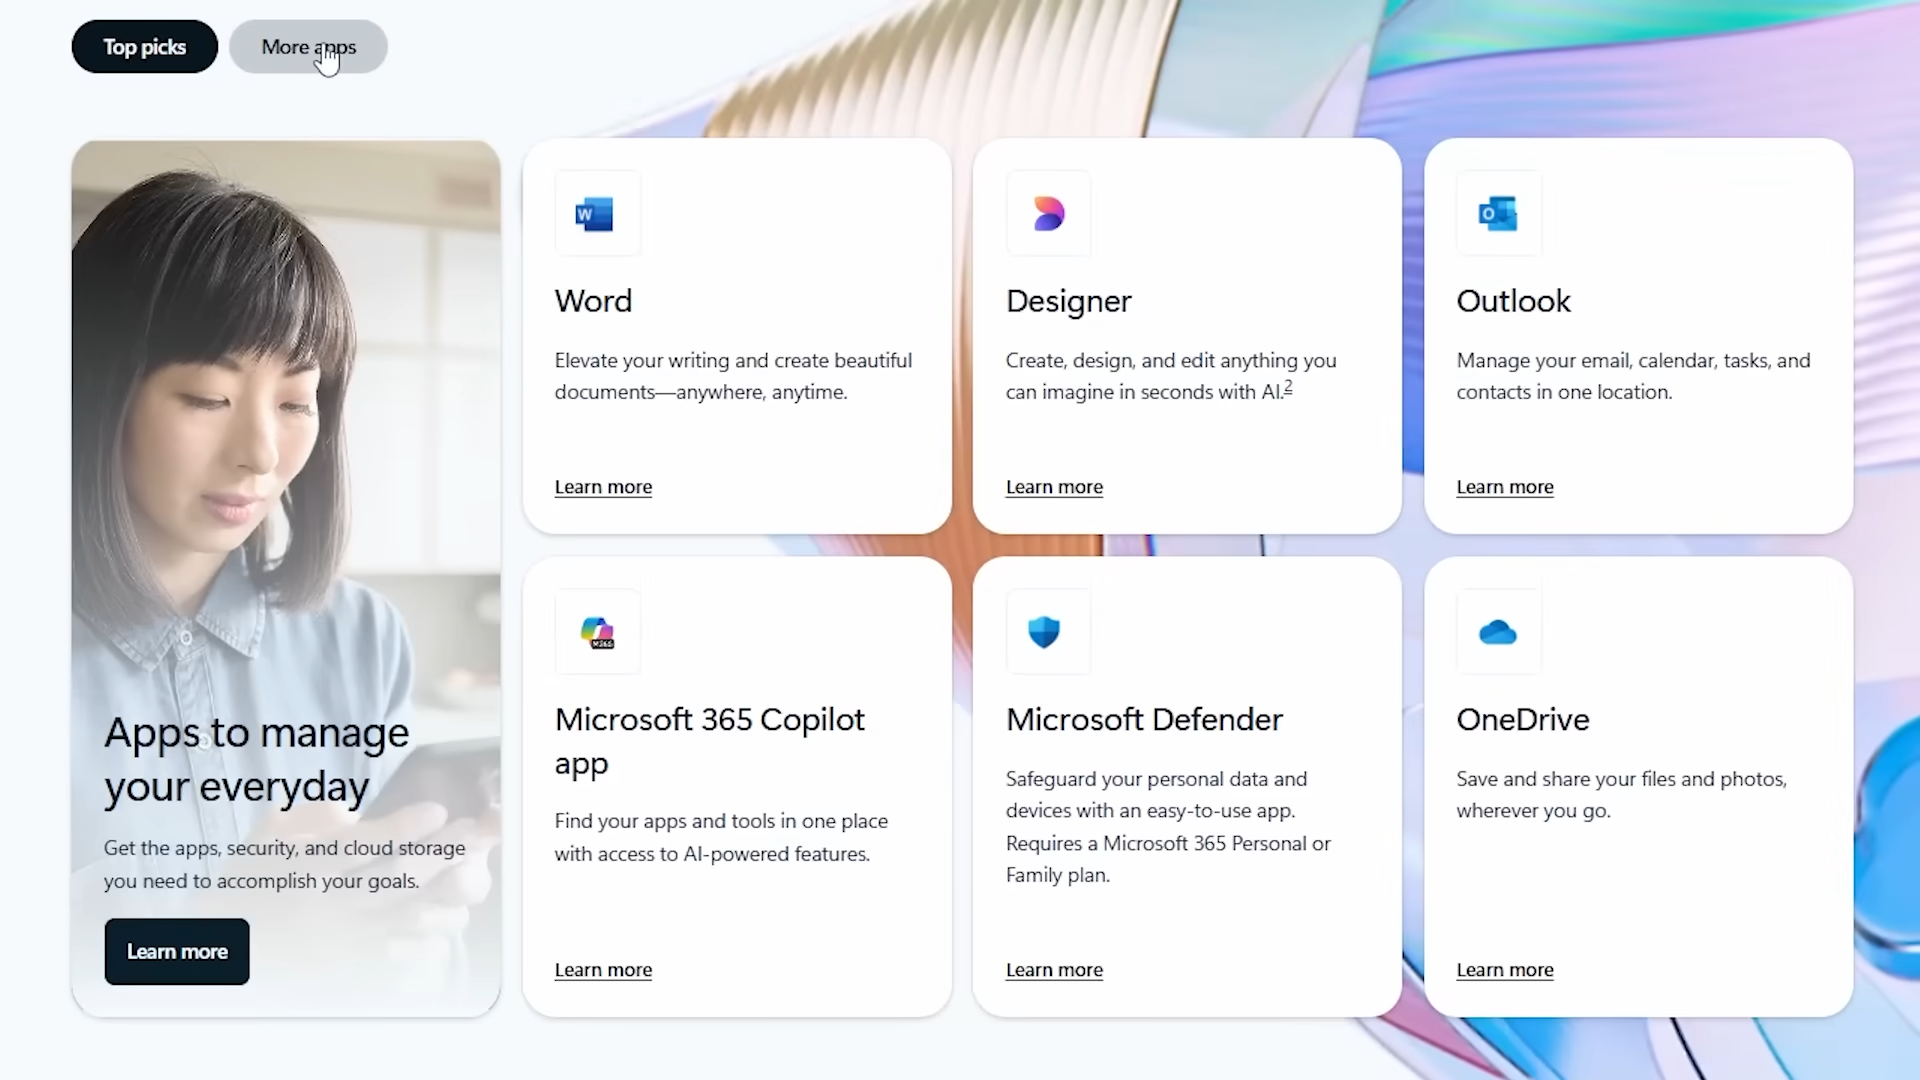 Top picks
More apps
Apps to manage
your everyday
Get the apps, security, and cloud storage
you need to accomplish your goals.
Learn more
W
Word
Elevate your writing and create beautiful
documents—anywhere, anytime.
Learn more
Designer
Create, design, and edit anything you
can imagine in seconds with AI.2
Learn more
O
Outlook
Manage your email, calendar, tasks, and
contacts in one location.
Learn more
M365
Microsoft 365 Copilot
app
Find your apps and tools in one place
with access to AI-powered features.
Learn more
Microsoft Defender
Safeguard your personal data and
devices with an easy-to-use app.
Requires a Microsoft 365 Personal or
Family plan.
Learn more
OneDrive
Save and share your files and photos,
wherever you go.
Learn more